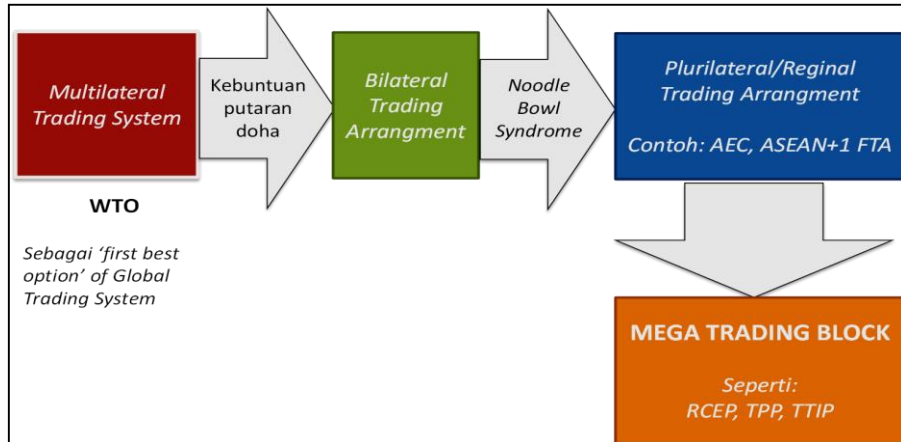 Multilateral
Trading System
WTO
Sebagai ‘first best
option’ of Global
Trading System
Kebuntuan
putaran
doha
Bilateral
Trading
Arrangment
Noodle
Bowl
Syndrome
Plurilateral/Reginal
Trading Arrangment
Contoh: AEC, ASEAN+1 FTA
MEGA TRADING BLOCK
Seperti:
RCEP, TPP, TTIP